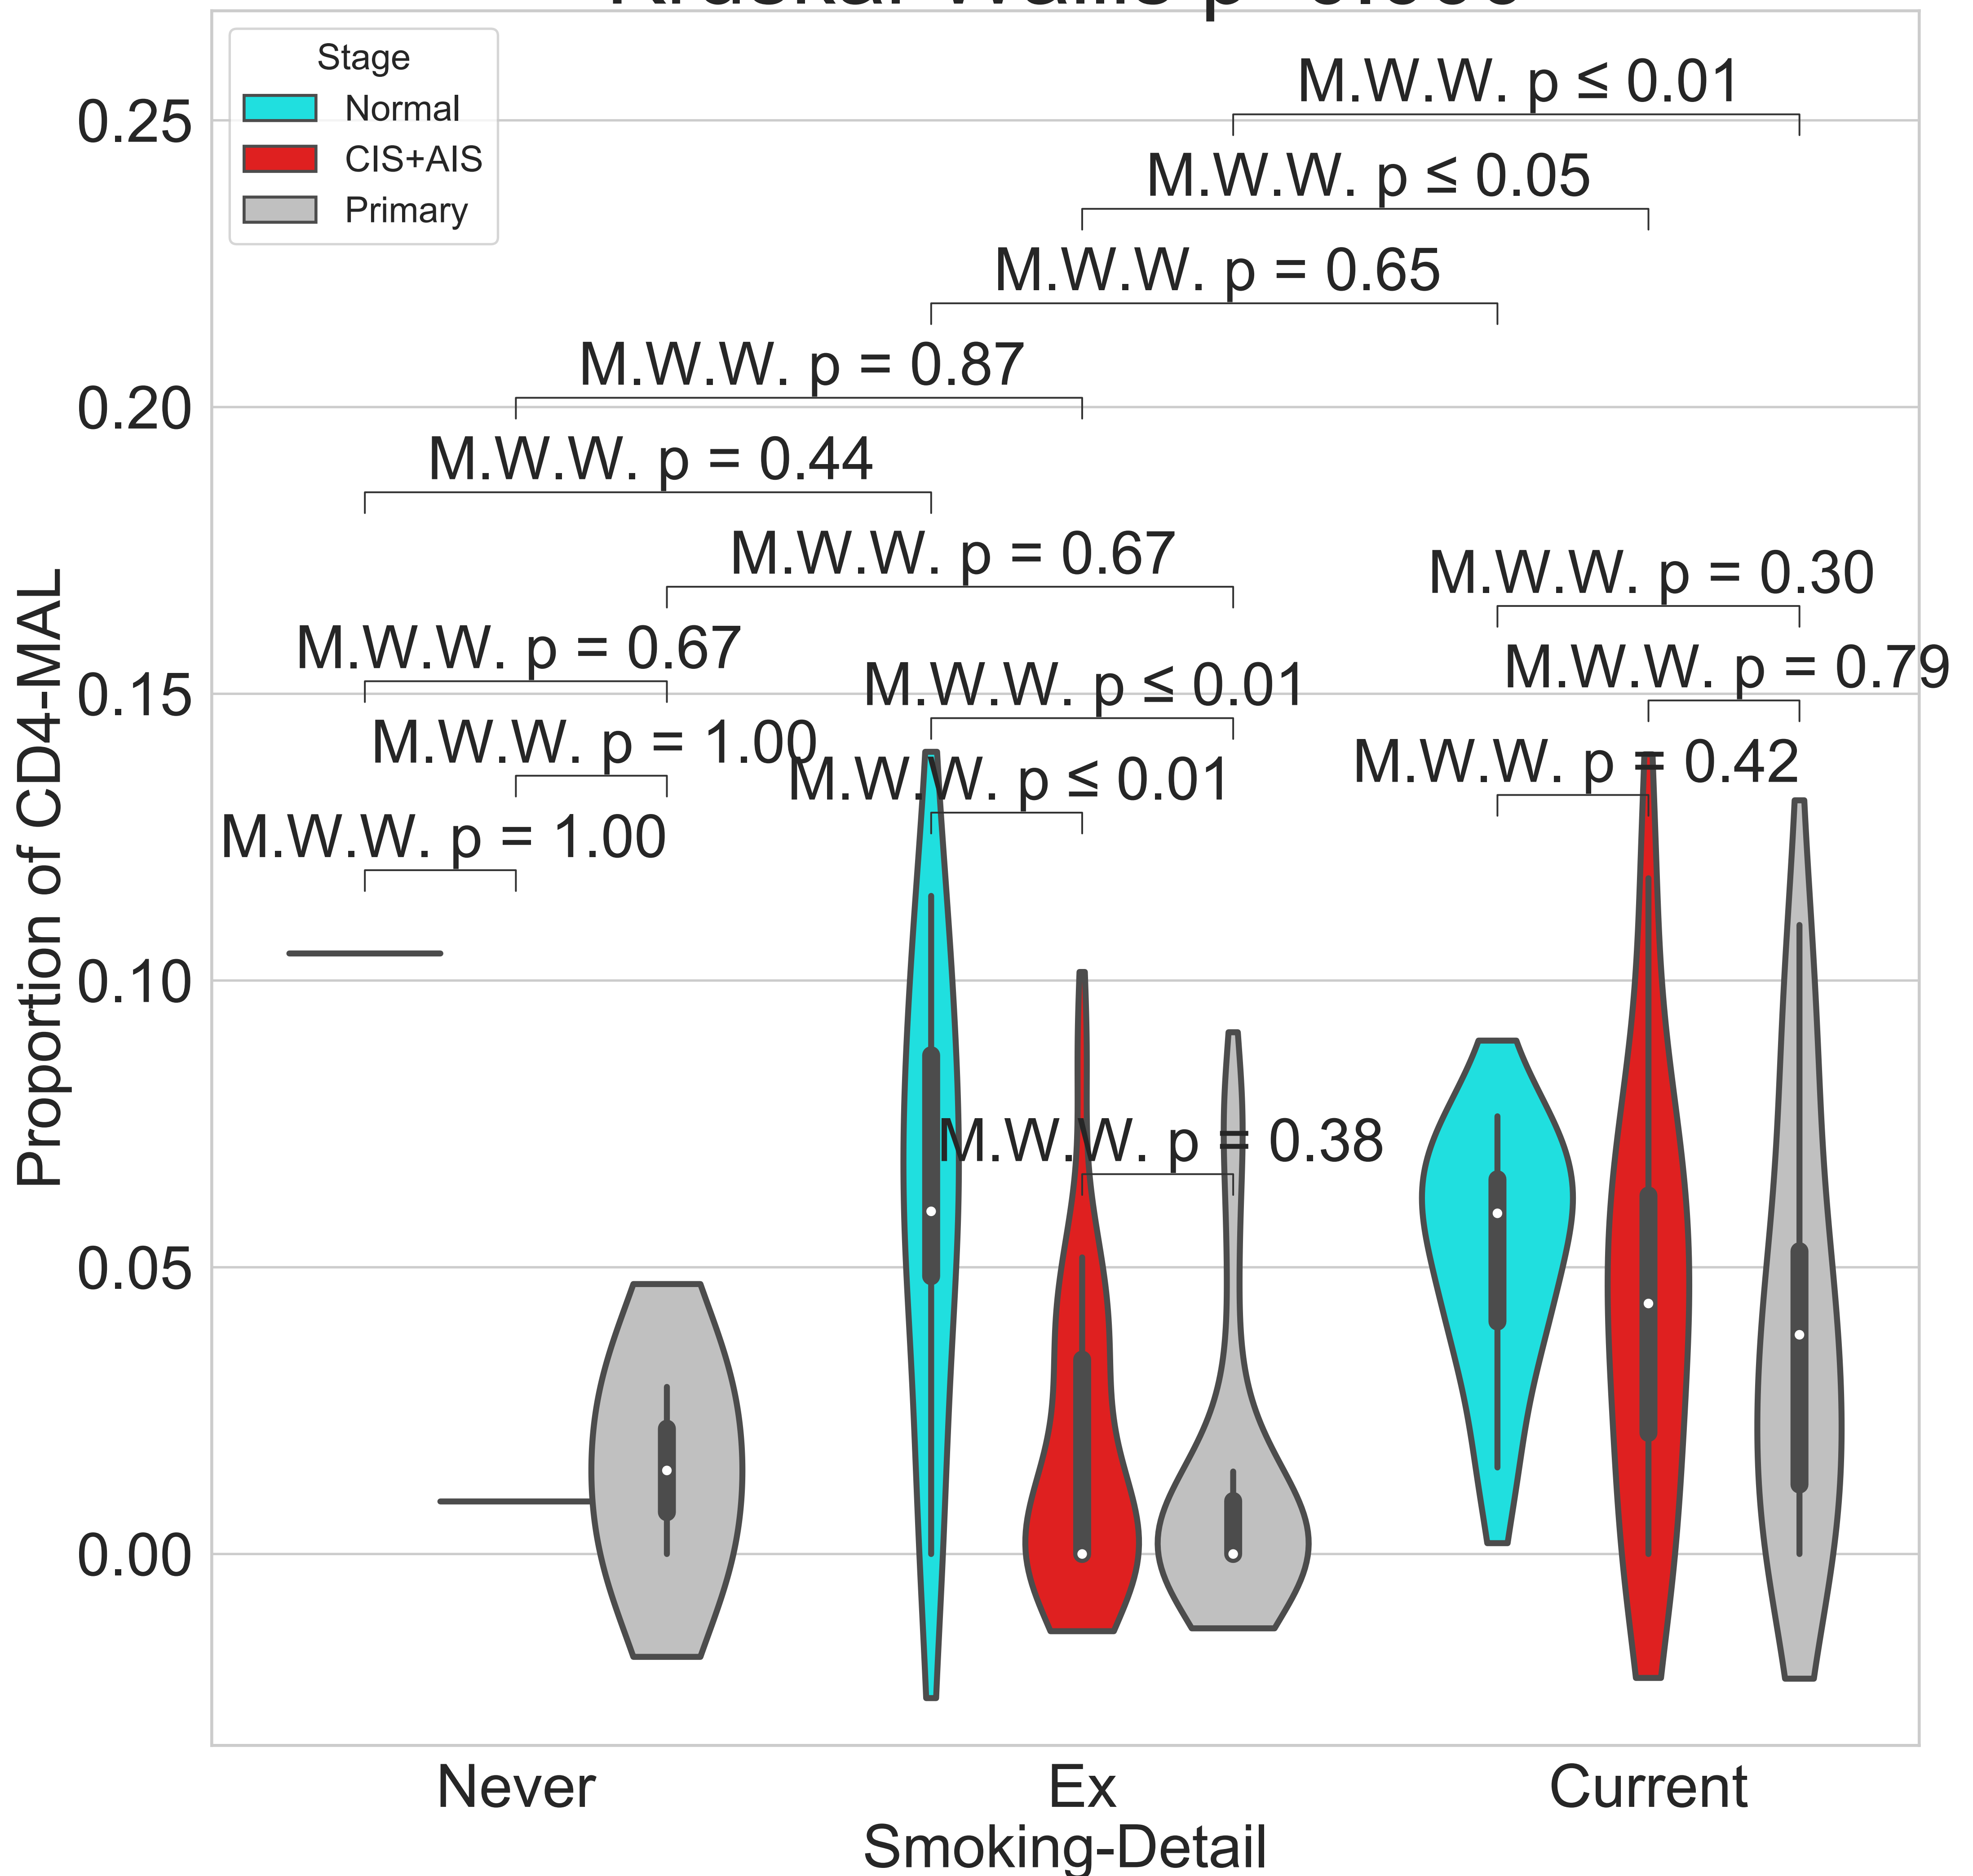 Stage
Normal
CIS+AIS
Primary
M.W.W. p ≤ 0.01
M.W.W. p ≤ 0.05
M.W.W. p = 0.65
M.W.W. p = 0.87
M.W.W. p = 0.44
M.W.W. p = 0.67
M.W.W. p = 0.30
M.W.W. p = 0.67
M.W.W. p = 0.79
M.W.W. p ≤ 0.01
M.W.W. p = 1.00
M.W.W. p ≤ 0.01
M.W.W. p = 0.42
M.W.W. p = 1.00
M.W.W. p = 0.38
0.25
0.20
0.15
0.10
0.05
0.00
Proportion of CD4-MAL
Never
Ex
Current
Smoking-Detail